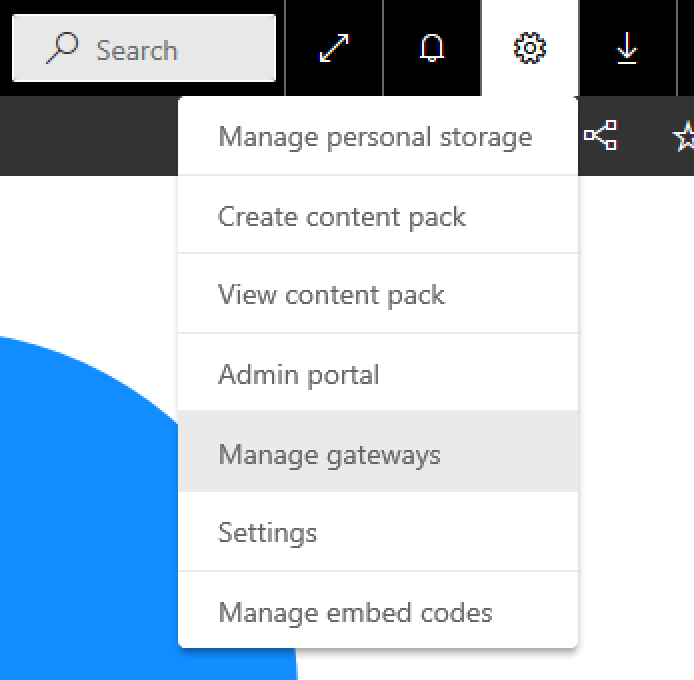 Search
Manage personal storage
Create content pack
View content pack
Admin portal
Manage gateways
Settings
Manage embed codes